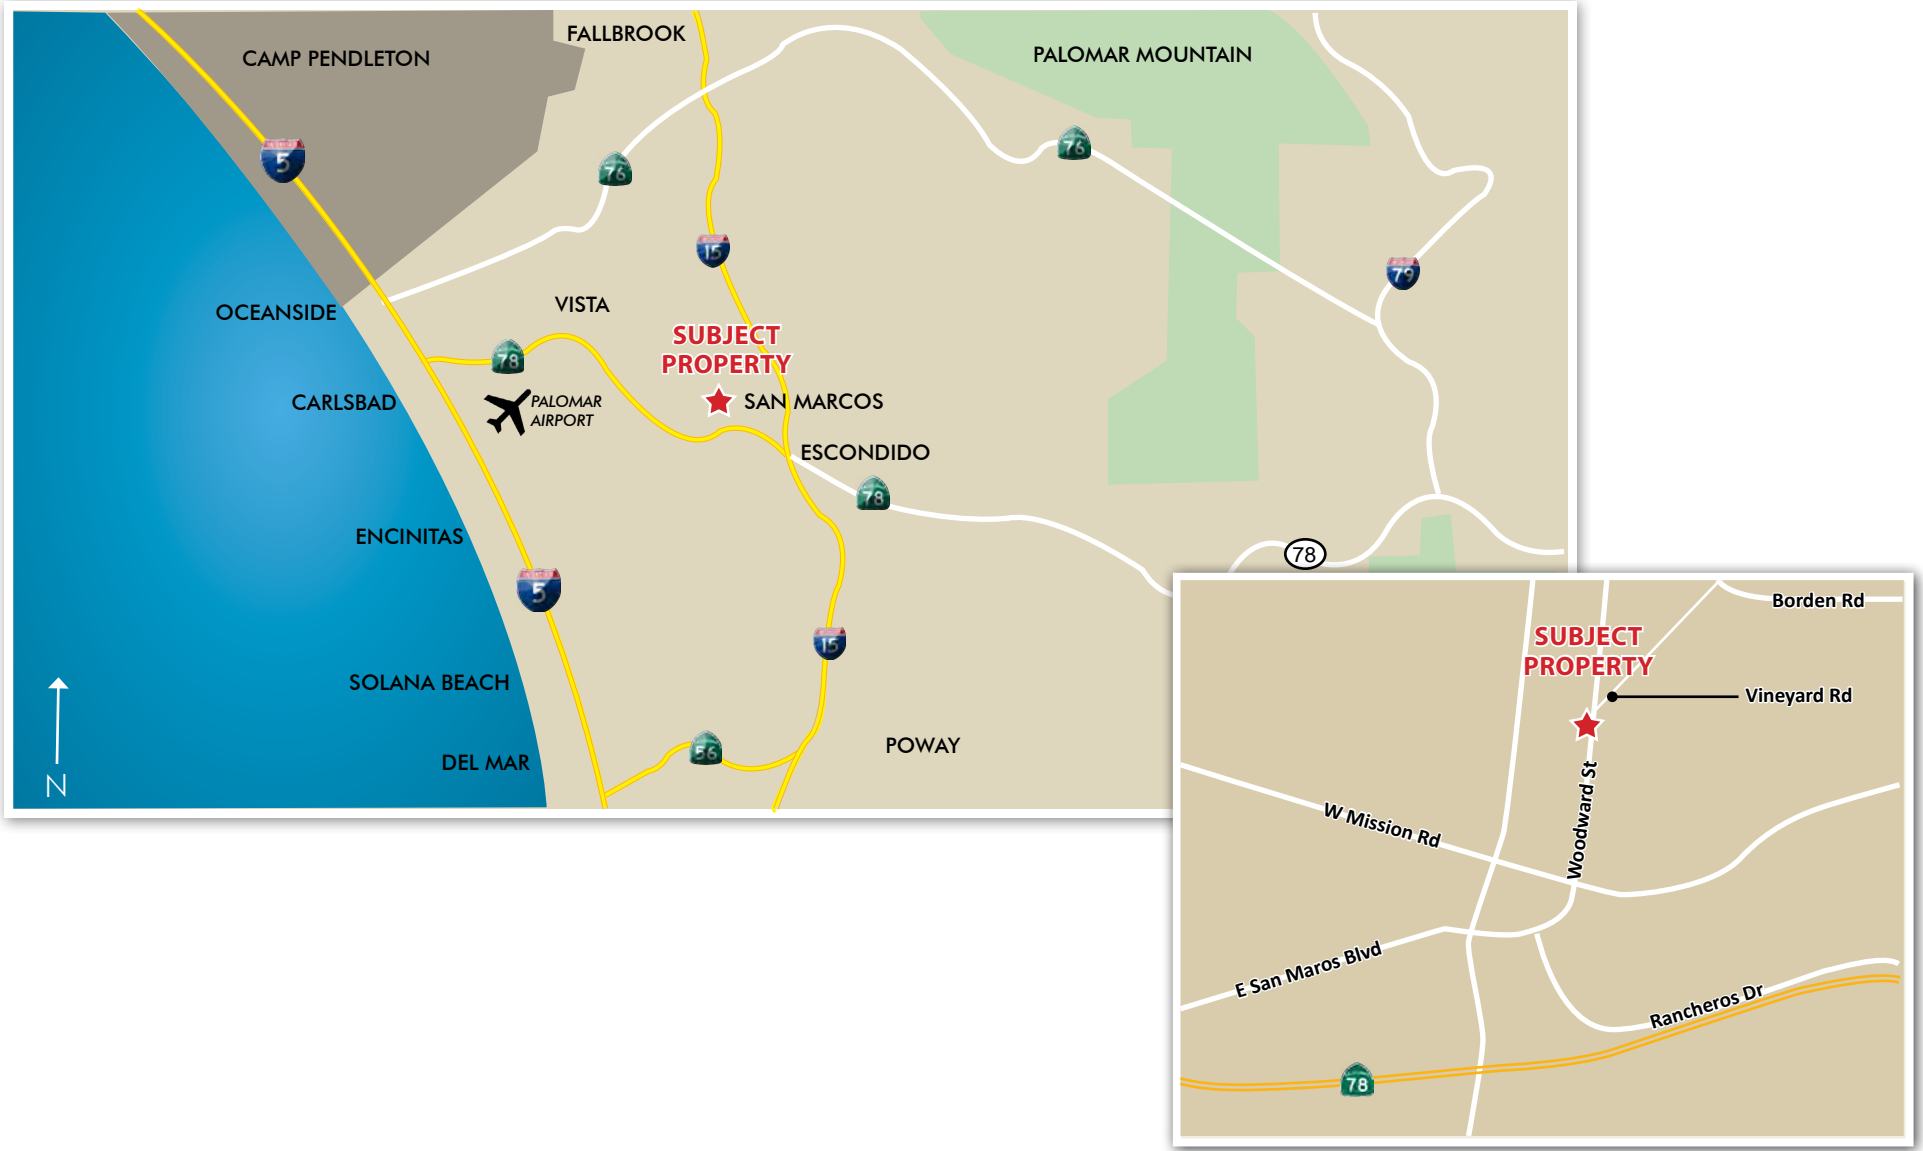 FALLBROOK
CAMP PENDLETON
PALOMAR MOUNTAIN
5
76
76
15
79
OCEANSIDE
VISTA
SUBJECT
PROPERTY
78
CARLSBAD
PALOMAR
AIRPORT
SAN MARCOS
ESCONDIDO
78
ENCINITAS
78
5
15
SOLANA BEACH
56
POWAY
DEL MAR
N
Borden Rd
SUBJECT
PROPERTY
Vineyard Rd
Woodward St
W Mission Rd
E San Maros Blvd
Rancheros Dr
78